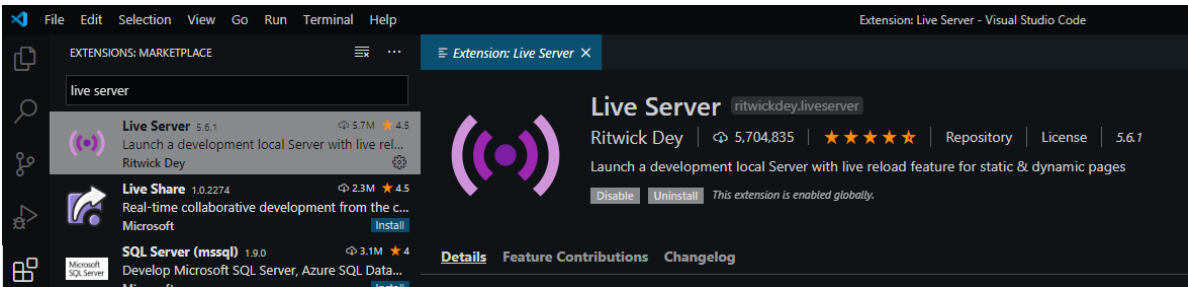 File Edit Selection View Go Run Terminal Help
Extension: Live Server - Visual Studio Code
EXTENSIONS: MARKETPLACE
live server
Live Server 5.6.1 5.7M 4.5
Launch a development local Server with live rel...
Ritwick Dey
Live Share 1.0.2274 2.3M 4.5
Real-time collaborative development from the c...
Microsoft Install
Microsoft
SQL Server
SQL Server (mssql) 1.9.0 3.1M 4
Develop Microsoft SQL Server, Azure SQL Data...
Microsoft Install
Extension: Live Server
Live Server ritwickdey.liveserver
Ritwick Dey 5,704,835 Repository License 5.6.1
Launch a development local Server with live reload feature for static & dynamic pages
Disable Uninstall This extension is enabled globally.
Details Feature Contributions Changelog